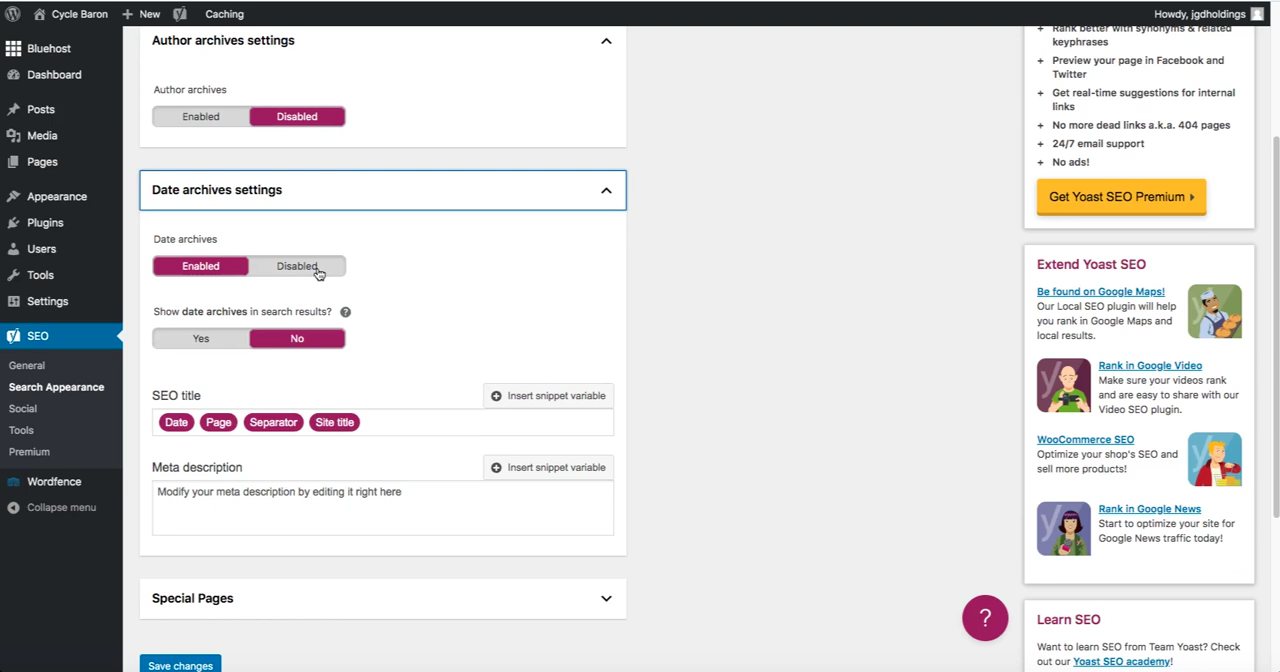 Cycle Baron
New
Caching
Howdy, jgdholdings
Bluehost
Dashboard
Posts
Media
Pages
Appearance
Plugins
Users
Tools
Settings
SEO
General
Search Appearance
Social
Tools
Premium
Wordfence
Collapse menu
Author archives settings
Author archives
Enabled
Disabled
Date archives settings
Date archives
Enabled
Disabled
Show date archives in search results? ?
Yes
No
SEO title
Insert snippet variable
Date
Page
Separator
Site title
Meta description
Insert snippet variable
Modify your meta description by editing it right here
Special Pages
Save changes
+ Rank better with synonyms & related
keyphrases
+ Preview your page in Facebook and
Twitter
+ Get real-time suggestions for internal
links
+ No more dead links a.k.a. 404 pages
+ 24/7 email support
+ No ads!
Get Yoast SEO Premium
Extend Yoast SEO
Be found on Google Maps!
Our Local SEO plugin will help
you rank in Google Maps and
local results.
Rank in Google Video
Make sure your videos rank
and are easy to share with our
Video SEO plugin.
WooCommerce SEO
Optimize your shop's SEO and
sell more products!
Rank in Google News
Start to optimize your site for
Google News traffic today!
?
Learn SEO
Want to learn SEO from Team Yoast? Check
out our Yoast SEO academy!